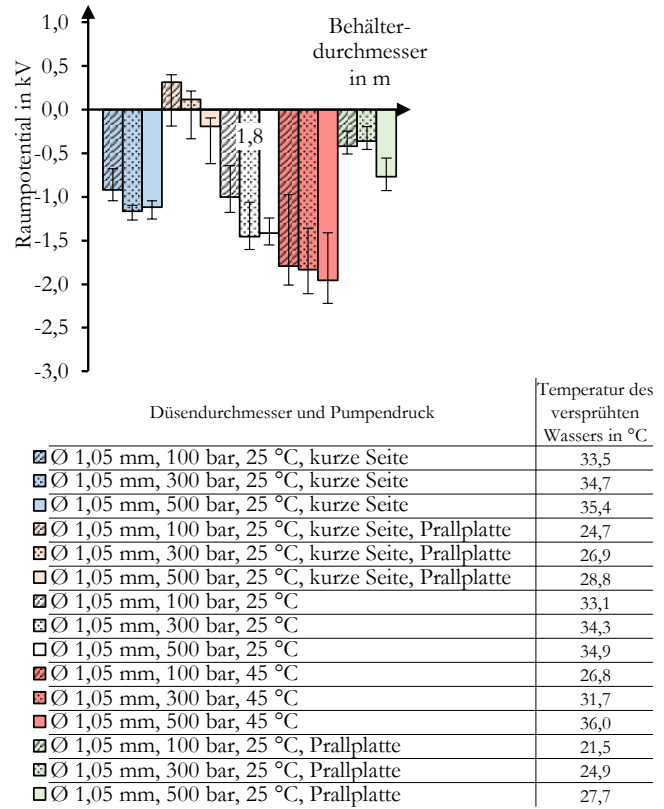 1,0
Behälter-
durchmesser
in m
0,5
0,0
-0,5
-1,0
-1,5
-2,0
-2,5
-3,0
Raumpotential in kV
1,8
Düsendurchmesser und Pumpendruck
Temperatur des
versprühten
Wassers in °C
Ø 1,05 mm, 100 bar, 25 °C, kurze Seite 33,5
Ø 1,05 mm, 300 bar, 25 °C, kurze Seite 34,7
Ø 1,05 mm, 500 bar, 25 °C, kurze Seite 35,4
Ø 1,05 mm, 100 bar, 25 °C, kurze Seite, Prallplatte 24,7
Ø 1,05 mm, 300 bar, 25 °C, kurze Seite, Prallplatte 26,9
Ø 1,05 mm, 500 bar, 25 °C, kurze Seite, Prallplatte 28,8
Ø 1,05 mm, 100 bar, 25 °C 33,1
Ø 1,05 mm, 300 bar, 25 °C 34,3
Ø 1,05 mm, 500 bar, 25 °C 34,9
Ø 1,05 mm, 100 bar, 45 °C 26,8
Ø 1,05 mm, 300 bar, 45 °C 31,7
Ø 1,05 mm, 500 bar, 45 °C 36,0
Ø 1,05 mm, 100 bar, 25 °C, Prallplatte 21,5
Ø 1,05 mm, 300 bar, 25 °C, Prallplatte 24,9
Ø 1,05 mm, 500 bar, 25 °C, Prallplatte 27,7